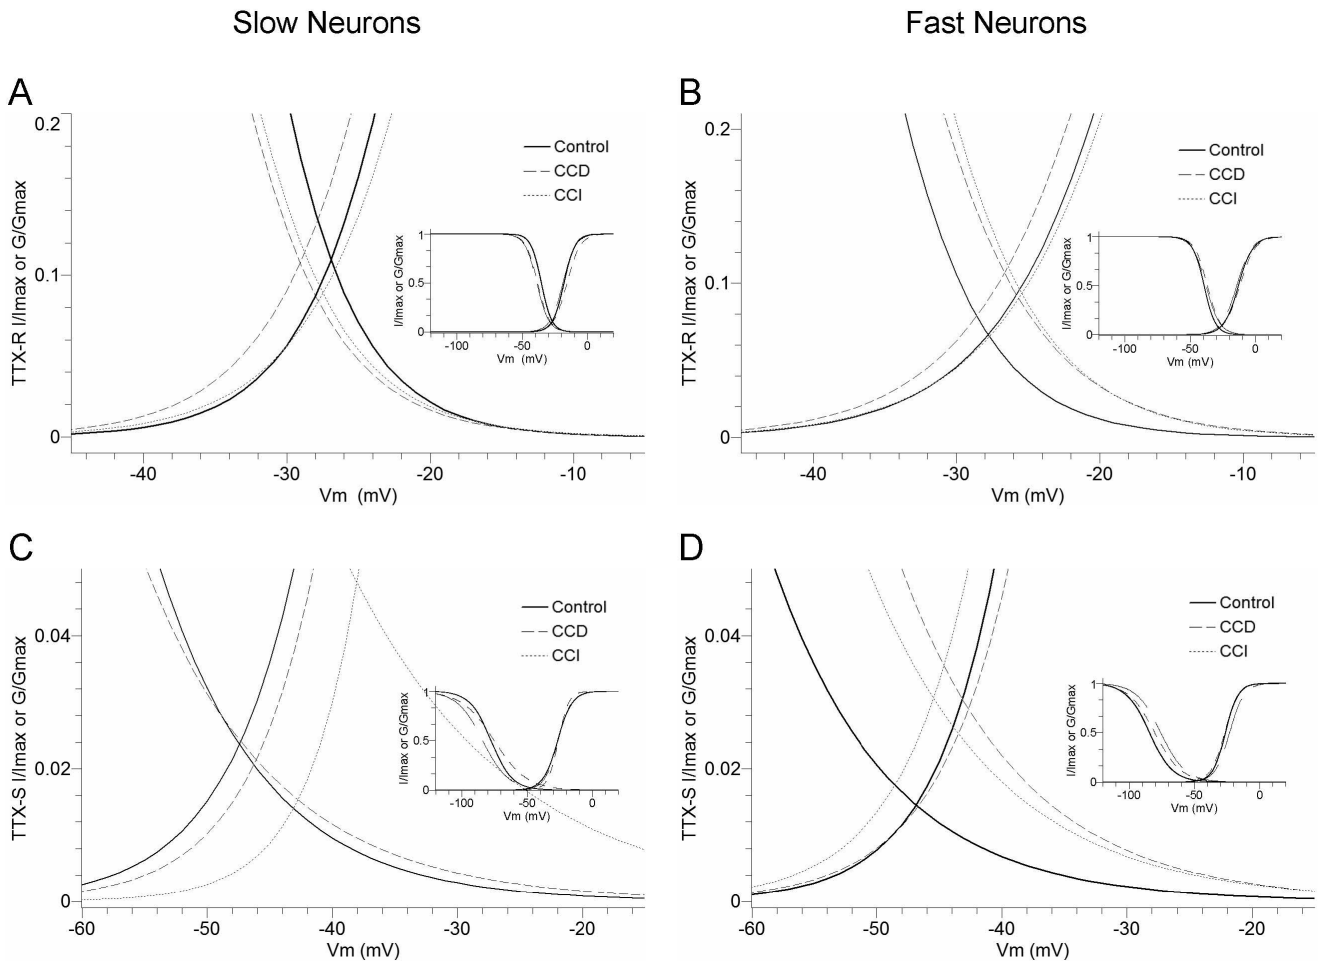 Slow Neurons
Fast Neurons
A
TTX-R I/Imax or G/Gmax
0.2
0.1
0
-40
-30
-20
-10
Vm (mV)
Control
CCD
CCI
I/Imax or G/Gmax
1
0.5
0
-100
-50
0
Vm (mV)
B
TTX-R I/Imax or G/Gmax
0.2
0.1
0
-40
-30
-20
-10
Vm (mV)
Control
CCD
CCI
I/Imax or G/Gmax
1
0.5
0
-100
-50
0
Vm (mV)
C
TTX-S I/Imax or G/Gmax
0.04
0.02
0
-60
-50
-40
-30
-20
Vm (mV)
Control
CCD
CCI
I/Imax or G/Gmax
1
0.5
0
-100
-50
0
Vm (mV)
D
TTX-S I/Imax or G/Gmax
0.04
0.02
0
-60
-50
-40
-30
-20
Vm (mV)
Control
CCD
CCI
I/Imax or G/Gmax
1
0.5
0
-100
-50
0
Vm (mV)